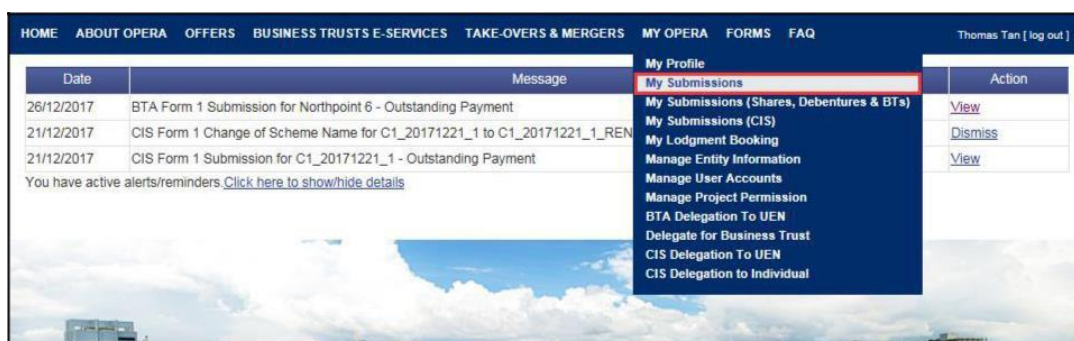 HOME ABOUT OPERA OFFERS BUSINESS TRUSTS E-SERVICES TAKE-OVERS & MERGERS MY OPERA FORMS FAQ Thomas Tan [ log out ]
Date Message Action
26/12/2017 BTA Form 1 Submission for Northpoint 6 - Outstanding Payment View
21/12/2017 CIS Form 1 Change of Scheme Name for C1_20171221_1 to C1_20171221_1_REN Dismiss
21/12/2017 CIS Form 1 Submission for C1_20171221_1 - Outstanding Payment View
You have active alerts/reminders.Click here to show/hide details
My Profile
My Submissions
My Submissions (Shares, Debentures & BTs)
My Submissions (CIS)
My Lodgment Booking
Manage Entity Information
Manage User Accounts
Manage Project Permission
BTA Delegation To UEN
Delegate for Business Trust
CIS Delegation To UEN
CIS Delegation to Individual